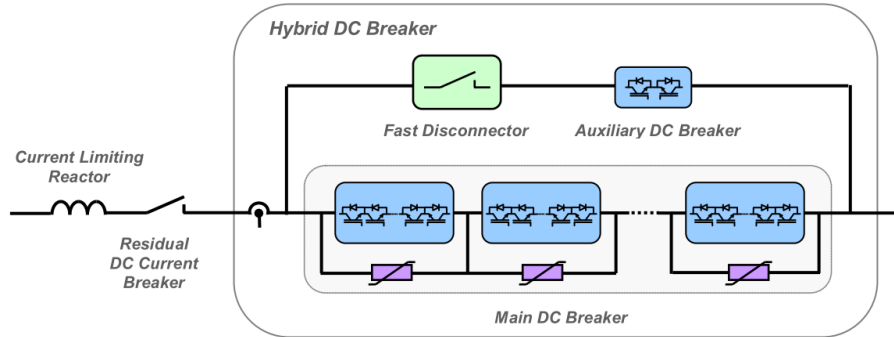 Hybrid DC Breaker
Fast Disconnector
Auxiliary DC Breaker
Current Limiting
Reactor
Residual
DC Current
Breaker
Main DC Breaker